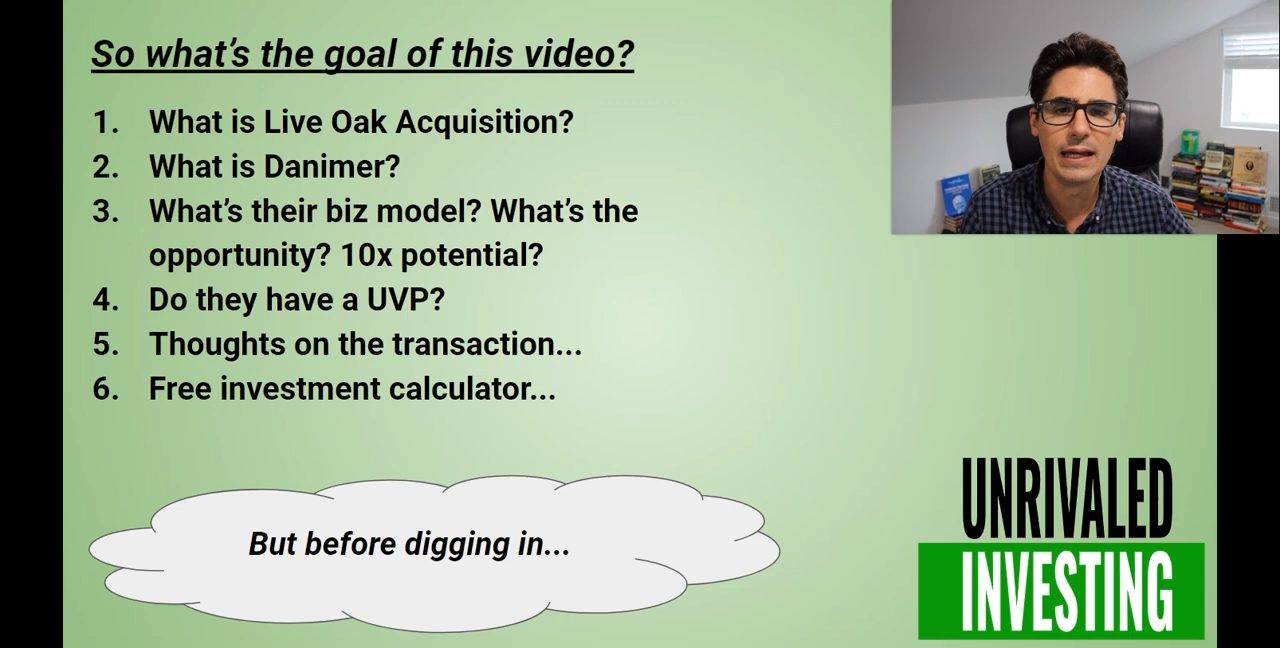 So what's the goal of this video?
1. What is Live Oak Acquisition?
2. What is Danimer?
3. What's their biz model? What's the
opportunity? 10x potential?
4. Do they have a UVP?
5. Thoughts on the transaction...
6. Free investment calculator...
But before digging in...
UNRIVALED
INVESTING